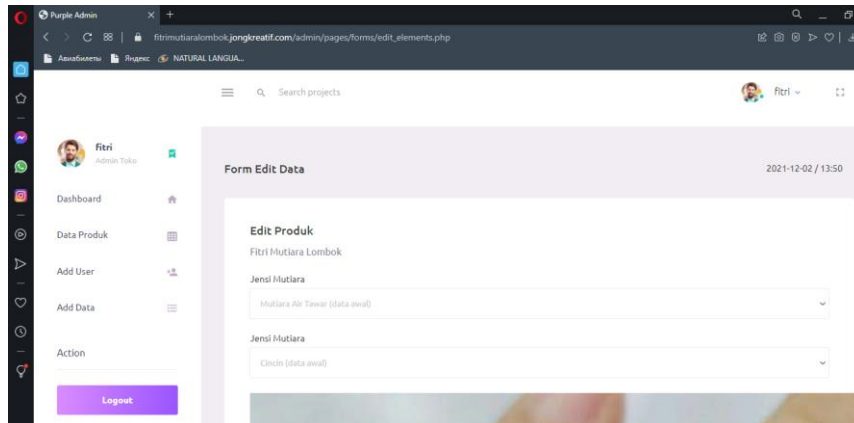 Purple Admin
fitrimutiaralombok.jongkreatif.com/admin/pages/forms/edit_elements.php
Авиабилеты Яндекс NATURAL LANGUA...
Search projects
fitri
fitri
Admin Toko
Form Edit Data
2021-12-02 / 13:50
Dashboard
Data Produk
Add User
Add Data
Action
Logout
Edit Produk
Fitri Mutiara Lombok
Jensi Mutiara
Mutiara Air Tawar (data awal)
Jensi Mutiara
Cincin (data awal)